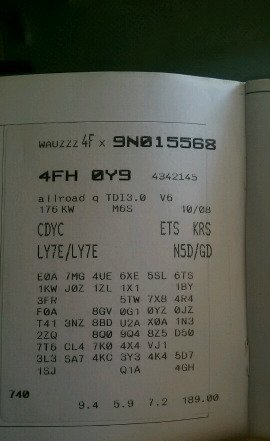 WAUZZZ 4F x 9N015568
4FH 0Y9 4342145
allroad q TDI3.0 V6
176 KW M6S 10/08
CDYC ETS KRS
LY7E/LY7E N5D/GD
E0A 7MG 4UE 6XE 5SL 6TS
1KW J0Z 1ZL 1X1 1BY
3FR 5TW 7X8 4R4
F0A 8GV 0G1 0YZ 0JZ
T41 3NZ 8BD U2A X0A 1N3
2ZQ 8Q0 9Q4 8Z5 D50
7T6 CL4 7K0 4X4 VJ1
3L3 SA7 4KC 3Y3 4K4 5D7
1SJ Q1A 4GH
740
9.4 5.9 7.2 189.00